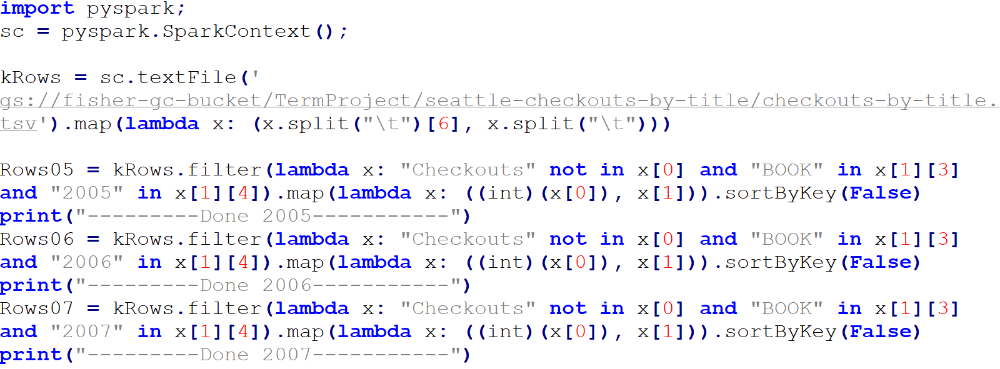 import pyspark;
sc = pyspark.SparkContext();
kRows = sc.textFile('
gs://fisher-gc-bucket/TermProject/seattle-checkouts-by-title/checkouts-by-title.
tsv').map(lambda x: (x.split("\t")[6], x.split("\t")))
Rows05 = kRows.filter(lambda x: "Checkouts" not in x[0] and "BOOK" in x[1][3]
and "2005" in x[1][4]).map(lambda x: ((int)(x[0]), x[1])).sortByKey(False)
print("---------Done 2005-----------")
Rows06 = kRows.filter(lambda x: "Checkouts" not in x[0] and "BOOK" in x[1][3]
and "2006" in x[1][4]).map(lambda x: ((int)(x[0]), x[1])).sortByKey(False)
print("---------Done 2006-----------")
Rows07 = kRows.filter(lambda x: "Checkouts" not in x[0] and "BOOK" in x[1][3]
and "2007" in x[1][4]).map(lambda x: ((int)(x[0]), x[1])).sortByKey(False)
print("---------Done 2007-----------")